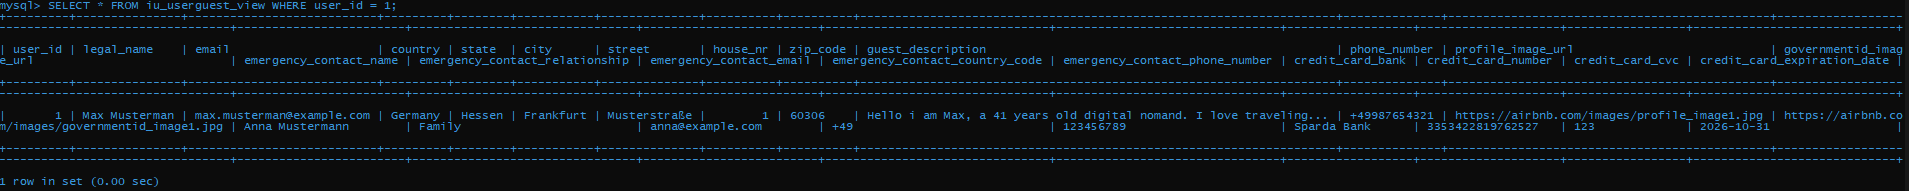 mysql> SELECT * FROM iu_userguest_view WHERE user_id = 1;
| user_id | legal_name | email | country | state | city | street | house_nr | zip_code | guest_description | phone_number | profile_image_url | governmentid_imag
e_url | emergency_contact_name | emergency_contact_relationship | emergency_contact_email | emergency_contact_country_code | emergency_contact_phone_number | credit_card_bank | credit_card_number | credit_card_cvc | credit_card_expiration_date |
| 1 | Max Musterman | max.musterman@example.com | Germany | Hessen | Frankfurt | Musterstraße | 1 | 60306 | Hello i am Max, a 41 years old digital nomand. I love traveling... | +49987654321 | https://airbnb.com/images/profile_image1.jpg | https://airbnb.co
m/images/governmentid_image1.jpg | Anna Mustermann | Family | anna@example.com | +49 | 123456789 | Sparda Bank | 3353422819762527 | 123 | 2026-10-31 |
1 row in set (0.00 sec)